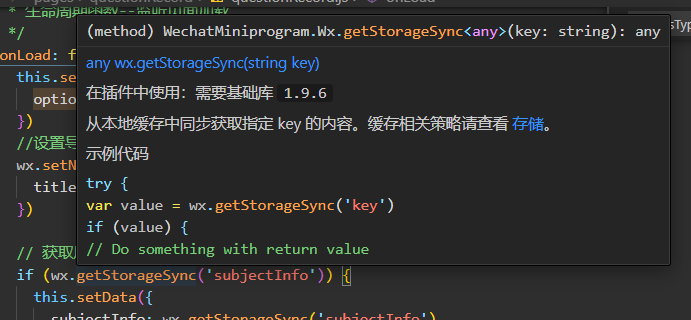 pages questionRecord questionRecord.js onLoad
* 生命周期函数--监听页面加载
(method) WechatMiniprogram.Wx.getStorageSync<any>(key: string): any
sTyp
*/
onLoad: f
any wx.getStorageSync(string key)
this.se
在插件中使用：需要基础库 1.9.6
optio
})
从本地缓存中同步获取指定 key 的内容。缓存相关策略请查看 存储。
//设置导
示例代码
wx.setN
try {
title
var value = wx.getStorageSync('key')
})
if (value) {
// Do something with return value
// 获取
if (wx.getStorageSync('subjectInfo')) {
this.setData({
subjectInfo: wx.getStorageSync('subjectInfo')